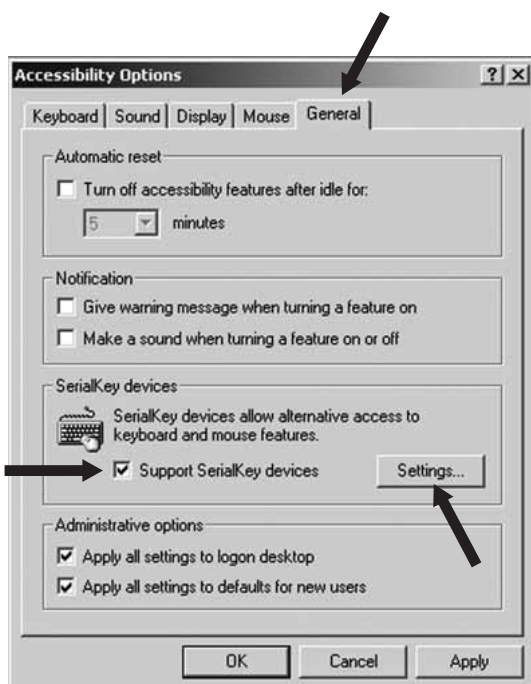 Accessibility Options
Keyboard Sound Display Mouse General
Automatic reset
Turn off accessibility features after idle for:
5 minutes
Notification
Give warning message when turning a feature on
Make a sound when turning a feature on or off
SerialKey devices
SerialKey devices allow alternative access to
keyboard and mouse features.
Support SerialKey devices Settings...
Administrative options
Apply all settings to logon desktop
Apply all settings to defaults for new users
OK Cancel Apply